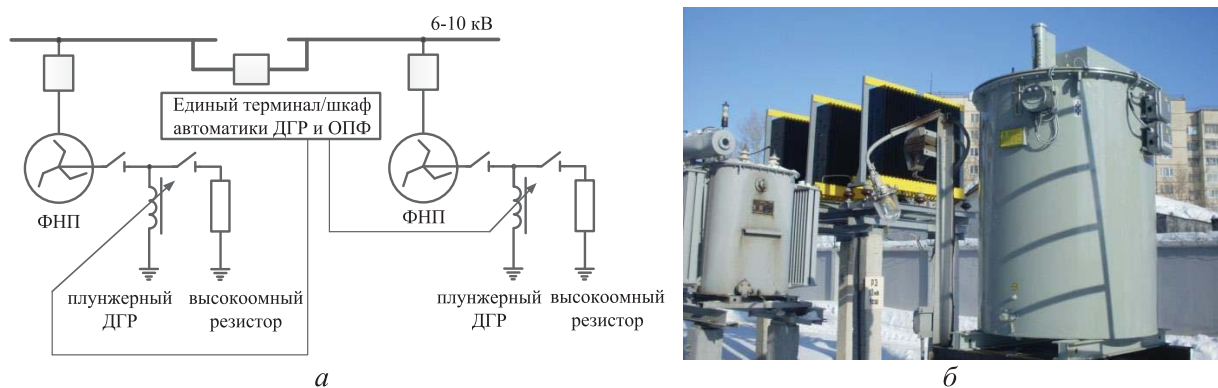 6-10 кВ
Единый терминал/шкаф
автоматики ДГР и ОПФ
ФНП
ФНП
плунжерный
ДГР
высокоомный
резистор
плунжерный
ДГР
высокоомный
резистор
РЗ
а
б